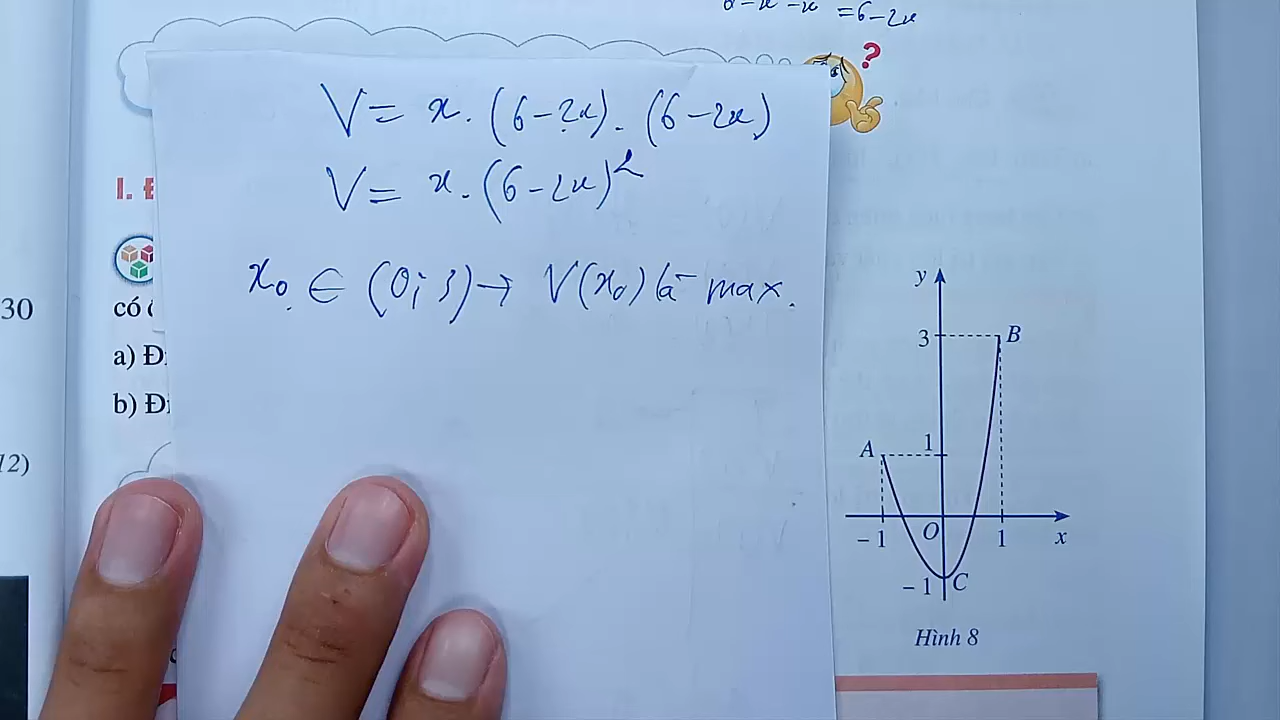 6-x-x = 6-2x
?
V = x. (6-2x). (6-2x)
V = x. (6-2x)²
I. Đ
x₀ ∈ (0; 3) → V(x₀) là max.
30
có
a) Đ
b) Đ
12)
y
3
B
A
1
O
-1
1
x
-1
C
Hình 8